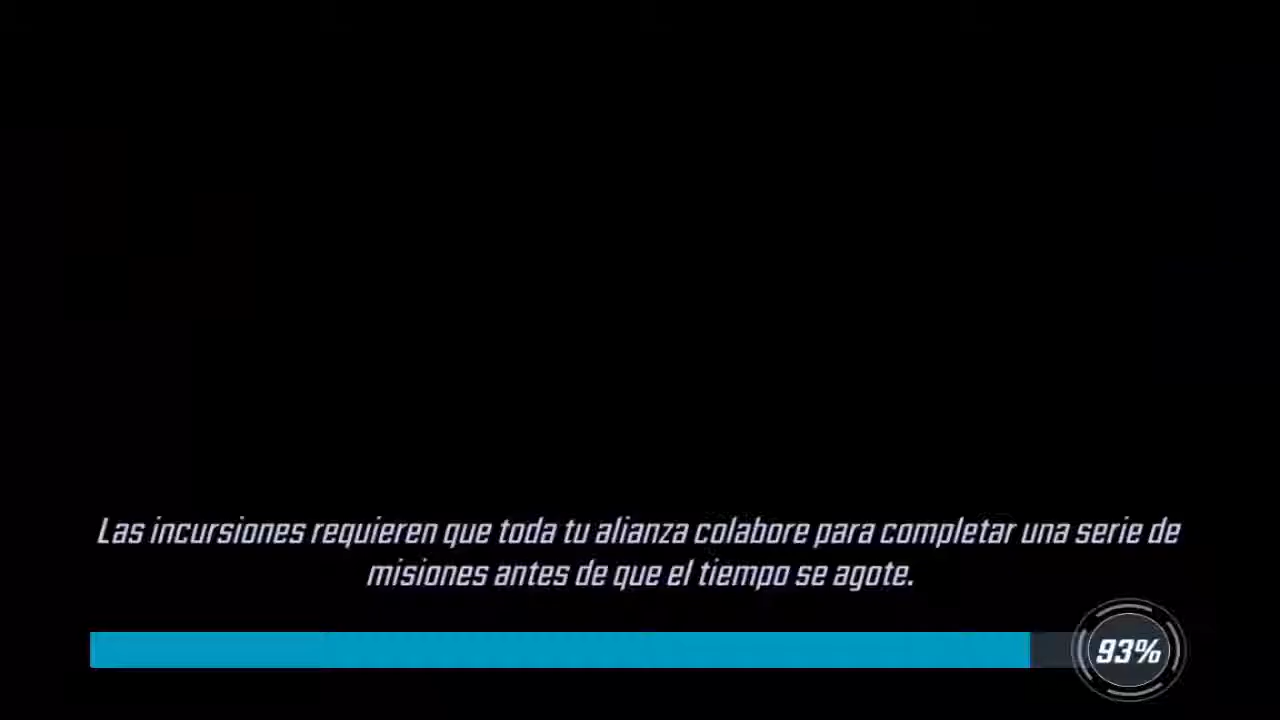 Las incursiones requieren que toda tu alianza colabore para completar una serie de
misiones antes de que el tiempo se agote.
93%